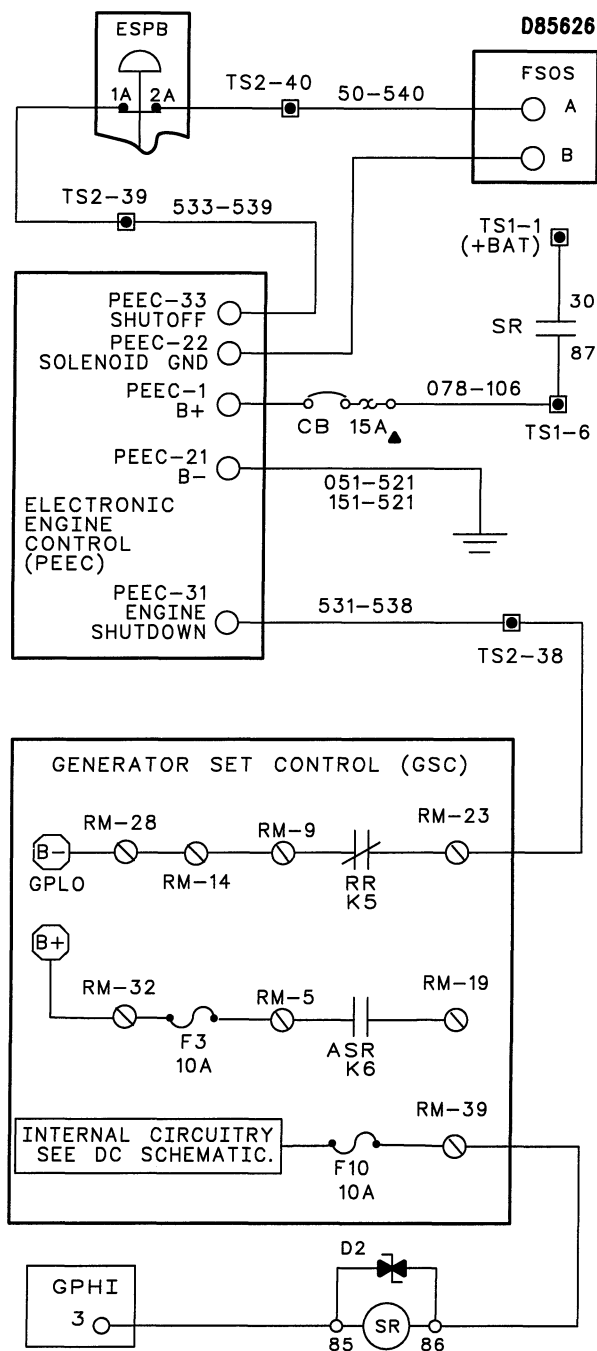 D85626
ESPB
1A 2A
TS2-40
50-540
FSOS
A
B
TS2-39
533-539
TS1-1
(+BAT)
30
SR
87
TS1-6
PEEC-33
SHUTOFF
PEEC-22
SOLENOID GND
PEEC-1
B+
CB 15A
078-106
PEEC-21
B-
051-521
151-521
ELECTRONIC
ENGINE
CONTROL
(PEEC)
PEEC-31
ENGINE
SHUTDOWN
531-538
TS2-38
GENERATOR SET CONTROL (GSC)
B-
GPLO
RM-28
RM-14
RM-9
RR
K5
RM-23
B+
RM-32
F3
10A
RM-5
ASR
K6
RM-19
INTERNAL CIRCUITRY
SEE DC SCHEMATIC.
F10
10A
RM-39
GPHI
3
D2
85
SR
86